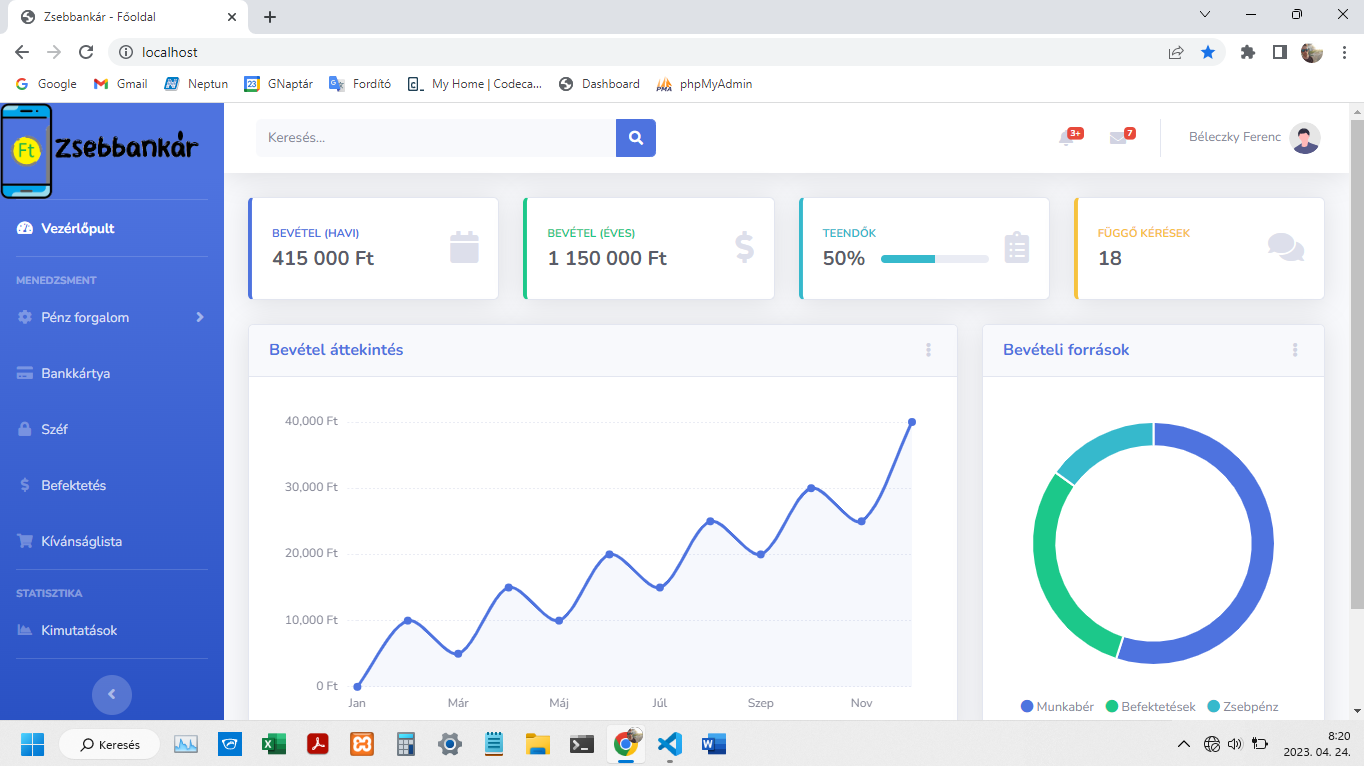 Zsebbankár - Főoldal
localhost
Google
Gmail
Neptun
23
GNaptár
Fordító
My Home | Codeca...
Dashboard
PMA
phpMyAdmin
Ft
Zsebbankár
Keresés...
3+
7
Béleczky Ferenc
Vezérlőpult
MENEDZSMENT
Pénz forgalom
Bankkártya
Széf
Befektetés
Kívánságlista
STATISZTIKA
Kimutatások
BEVÉTEL (HAVI)
415 000 Ft
BEVÉTEL (ÉVES)
1 150 000 Ft
TEENDŐK
50%
FÜGGŐ KÉRÉSEK
18
Bevétel áttekintés
40,000 Ft
30,000 Ft
20,000 Ft
10,000 Ft
0 Ft
Jan
Már
Máj
Júl
Szep
Nov
Bevételi források
Munkabér
Befektetések
Zsebpénz
Keresés
8:20
2023. 04. 24.